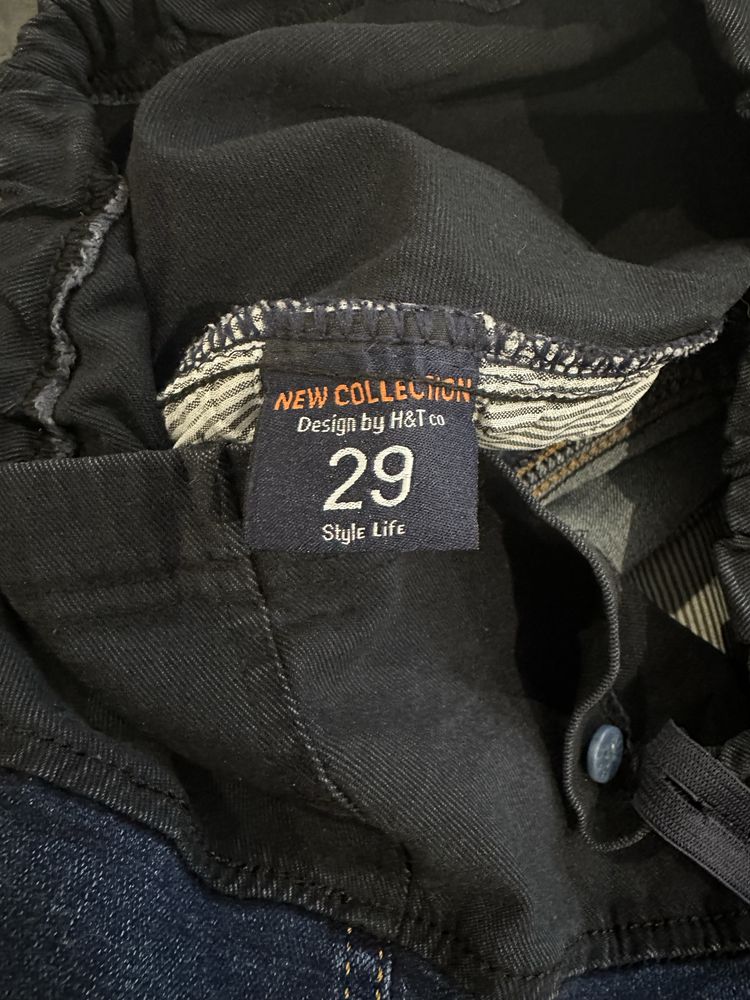 NEW COLLECTION
Design by H&T co
29
Style Life